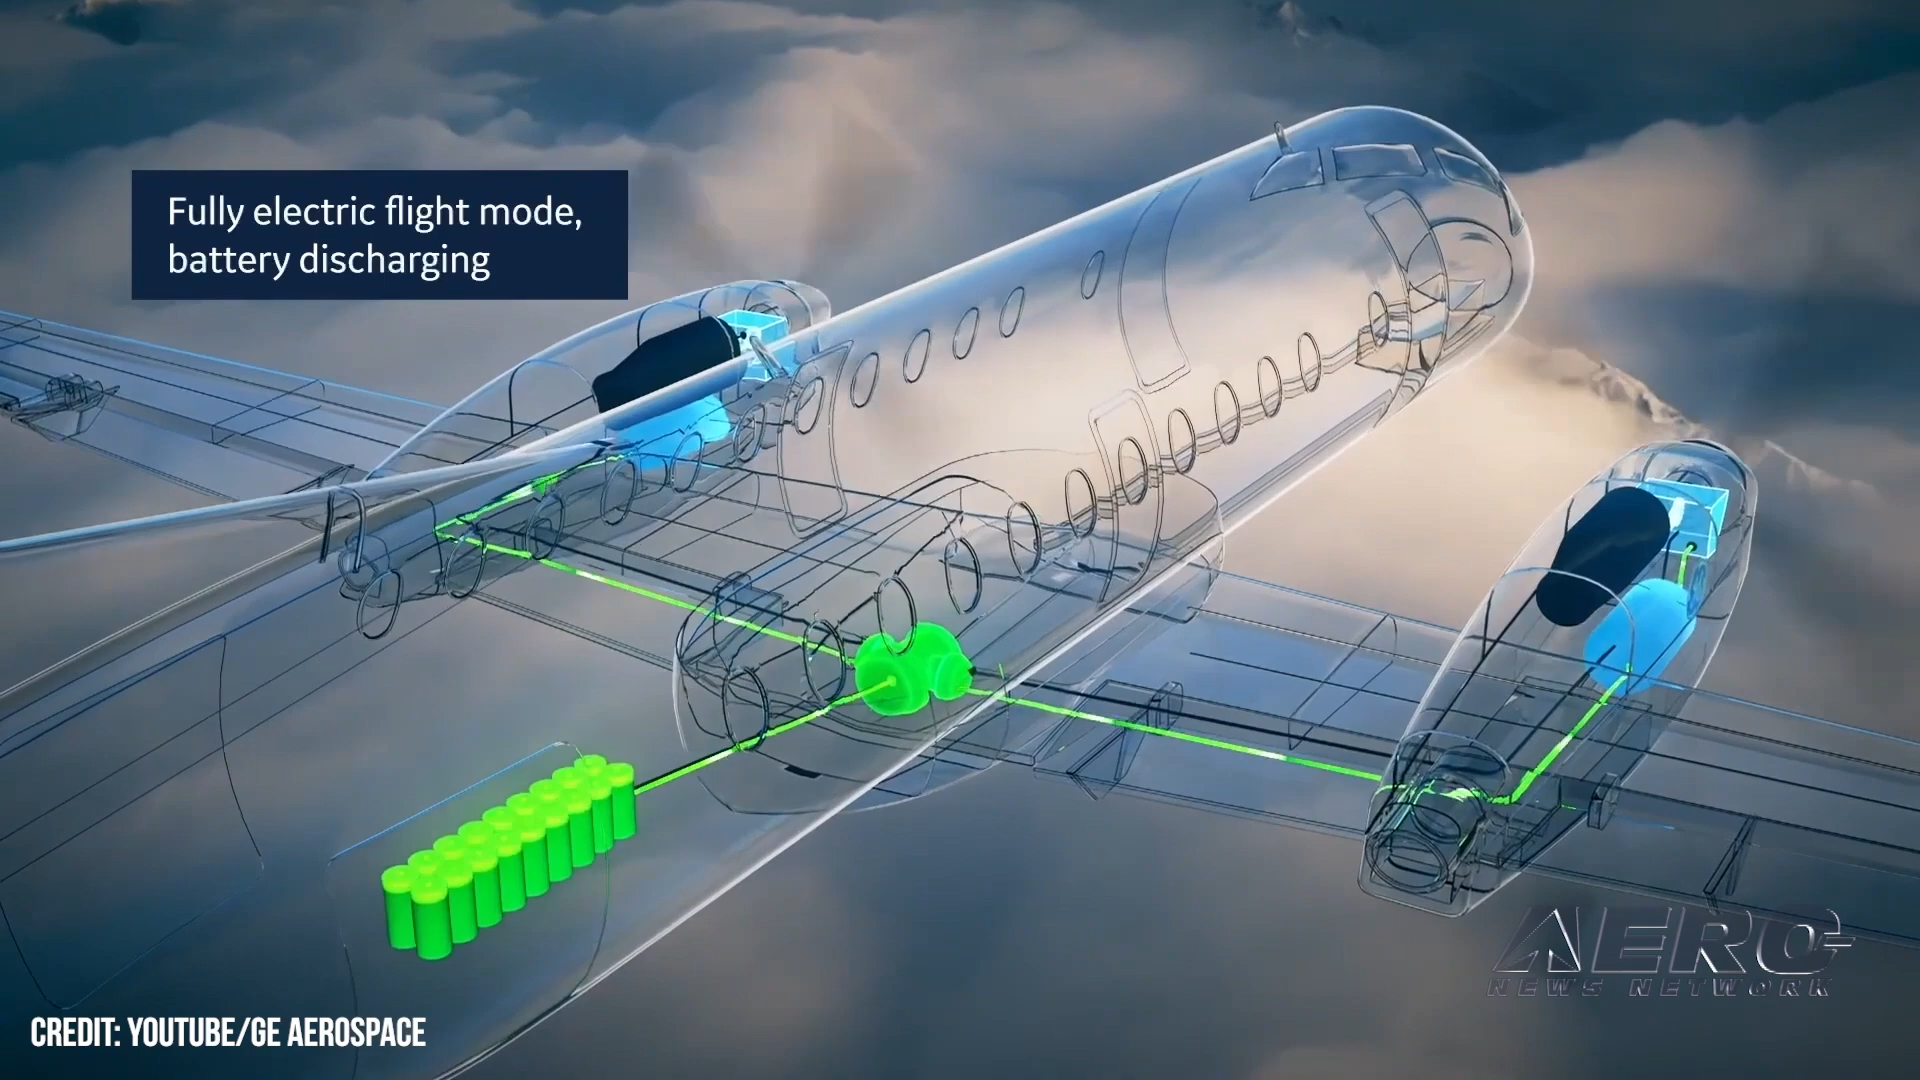 Fully electric flight mode,
battery discharging
AERO
NEWS NETWORK
CREDIT: YOUTUBE/GE AEROSPACE